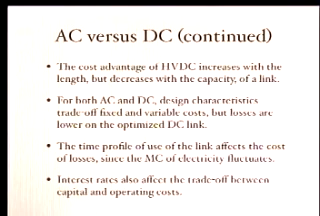 AC versus DC (continued)
• The cost advantage of HVDC increases with the
length, but decreases with the capacity, of a link.
• For both AC and DC, design characteristics
trade-off fixed and variable costs, but losses are
lower on the optimized DC link.
• The time profile of use of the link affects the cost
of losses, since the MC of electricity fluctuates.
• Interest rates also affect the trade-off between
capital and operating costs.